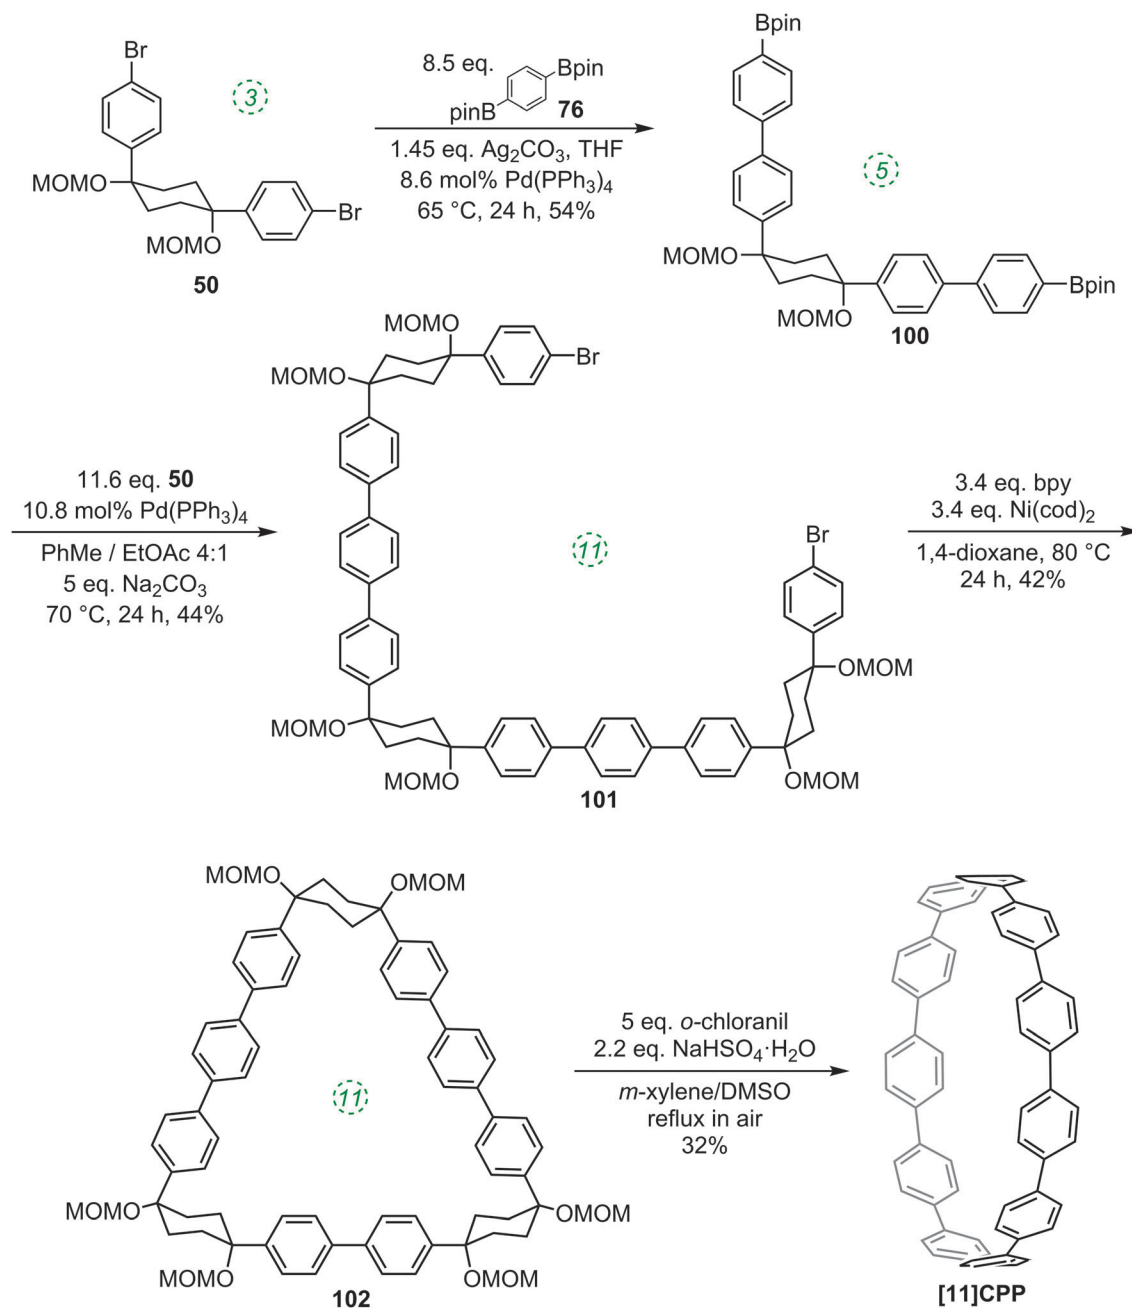 Br
3
MOMO
Br
MOMO
50
8.5 eq.
Bpin
pinB
76
1.45 eq. Ag₂CO₃, THF
8.6 mol% Pd(PPh₃)₄
65 °C, 24 h, 54%
Bpin
5
MOMO
Bpin
MOMO
100
11.6 eq. 50
10.8 mol% Pd(PPh₃)₄
PhMe / EtOAc 4:1
5 eq. Na₂CO₃
70 °C, 24 h, 44%
MOMO
Br
MOMO
11
Br
OMOM
MOMO
MOMO
OMOM
101
3.4 eq. bpy
3.4 eq. Ni(cod)₂
1,4-dioxane, 80 °C
24 h, 42%
MOMO
OMOM
11
MOMO
OMOM
MOMO
OMOM
102
5 eq. o-chloranil
2.2 eq. NaHSO₄·H₂O
m-xylene/DMSO
reflux in air
32%
[11]CPP